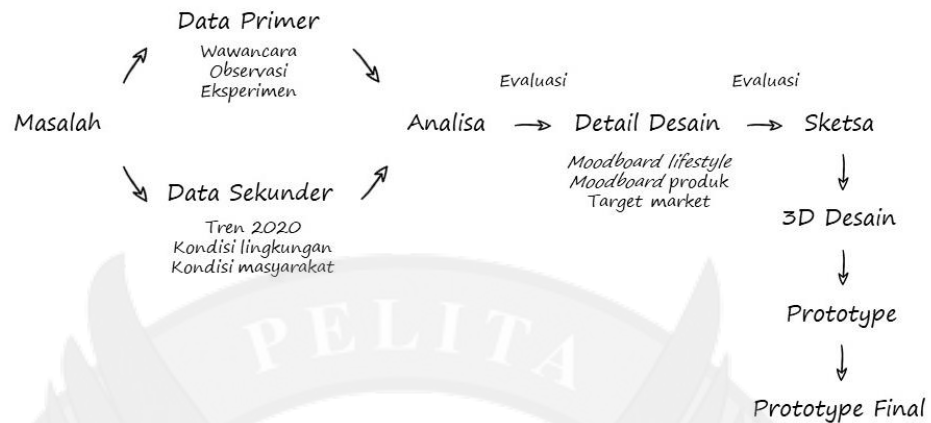 Data Primer
Wawancara
Observasi
Eksperimen
Masalah
Data Sekunder
Tren 2020
Kondisi lingkungan
Kondisi masyarakat
Analisa
Evaluasi
Detail Desain
Moodboard lifestyle
Moodboard produk
Target market
Evaluasi
Sketsa
3D Desain
Prototype
Prototype Final
PELITA